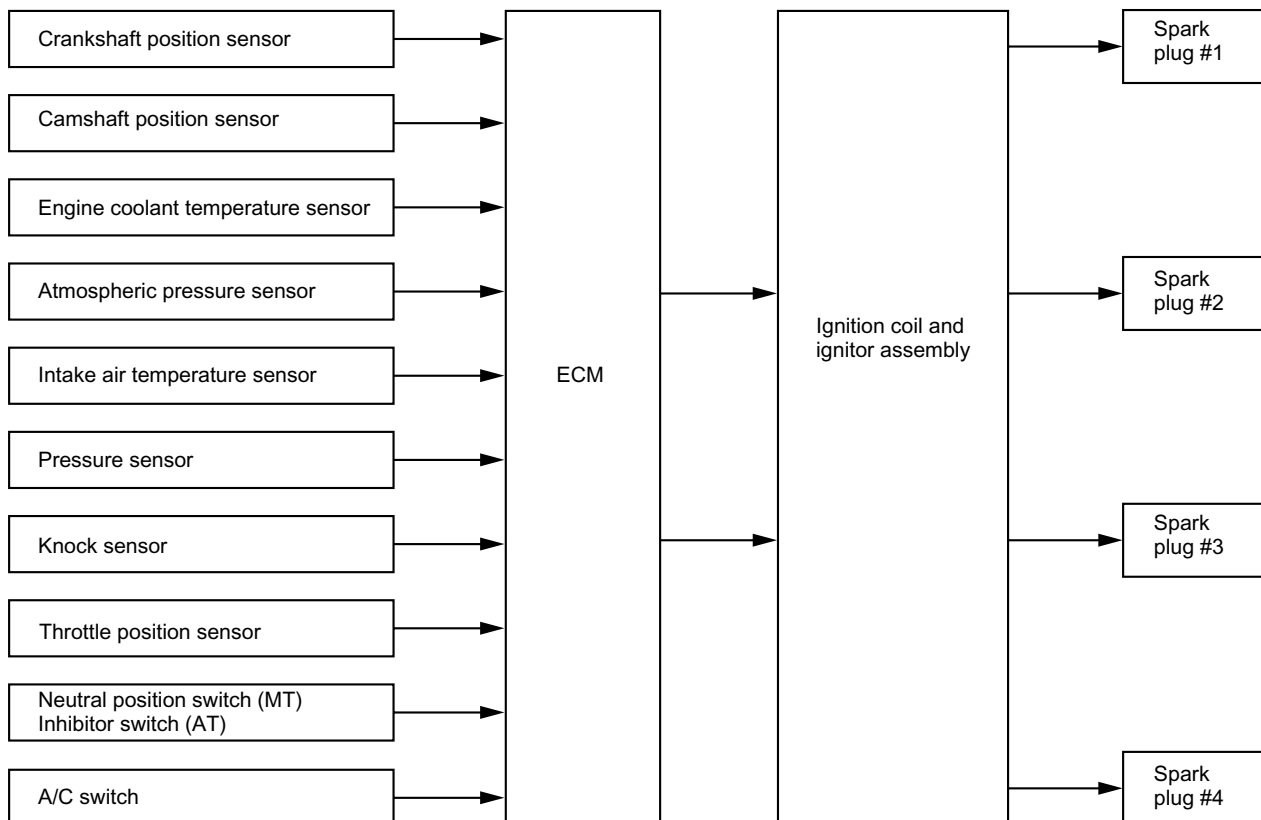 Crankshaft position sensor
Camshaft position sensor
Engine coolant temperature sensor
Atmospheric pressure sensor
Intake air temperature sensor
Pressure sensor
Knock sensor
Throttle position sensor
Neutral position switch (MT)
Inhibitor switch (AT)
A/C switch
ECM
Ignition coil and
ignitor assembly
Spark
plug #1
Spark
plug #2
Spark
plug #3
Spark
plug #4